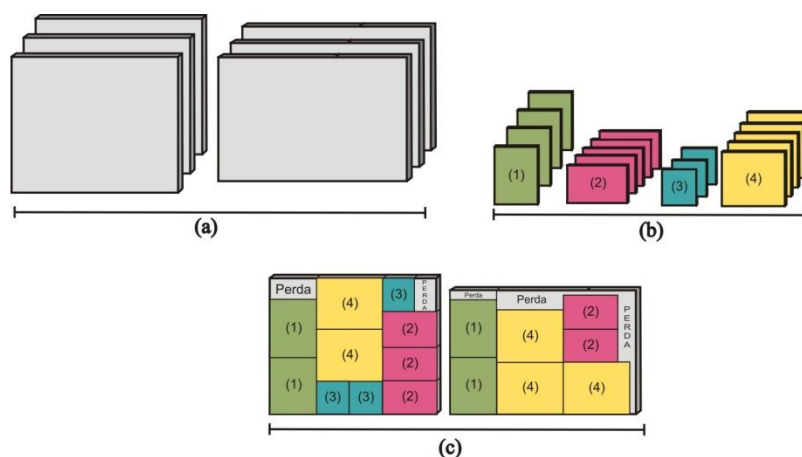 (a)
(1) (2) (3) (4)
(b)
Perda (4) (3) PERDA
(1) (4) (2)
(2)
(1) (3) (3) (2)
Perda Perda (2) PERDA
(1) (4) (2)
(1) (4) (4)
(c)